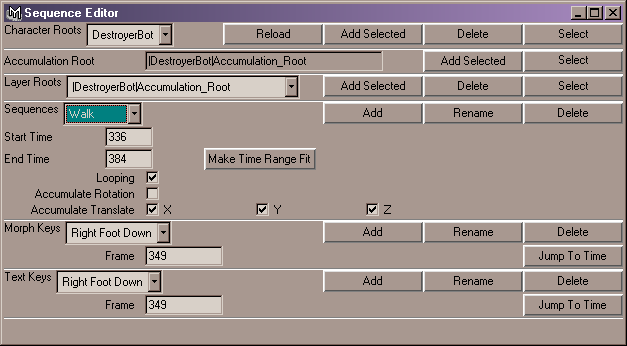 Sequence Editor
Character Roots DestroyerBot Reload Add Selected Delete Select
Accumulation Root |DestroyerBot|Accumulation_Root Add Selected Select
Layer Roots |DestroyerBot|Accumulation_Root Add Selected Delete Select
Sequences Walk Add Rename Delete
Start Time 336
End Time 384 Make Time Range Fit
Looping
Accumulate Rotation
Accumulate Translate X Y Z
Morph Keys Right Foot Down Add Rename Delete
Frame 349 Jump To Time
Text Keys Right Foot Down Add Rename Delete
Frame 349 Jump To Time